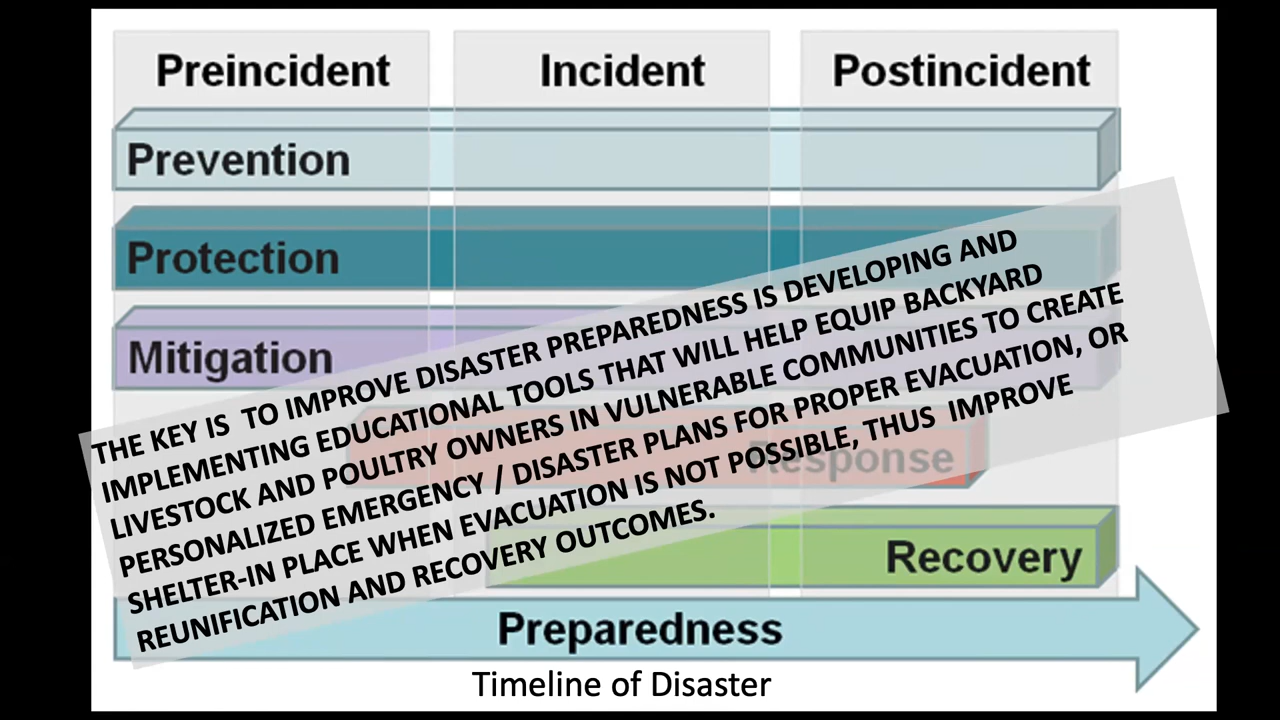 Preincident Incident Postincident
Prevention
Protection
Mitigation
THE KEY IS  TO IMPROVE DISASTER PREPAREDNESS IS DEVELOPING AND
IMPLEMENTING EDUCATIONAL TOOLS THAT WILL HELP EQUIP BACKYARD
LIVESTOCK AND POULTRY OWNERS IN VULNERABLE COMMUNITIES TO CREATE
PERSONALIZED EMERGENCY / DISASTER PLANS FOR PROPER EVACUATION, OR
SHELTER-IN PLACE WHEN EVACUATION IS NOT POSSIBLE, THUS  IMPROVE
REUNIFICATION AND RECOVERY OUTCOMES.
Response
Recovery
Preparedness
Timeline of Disaster